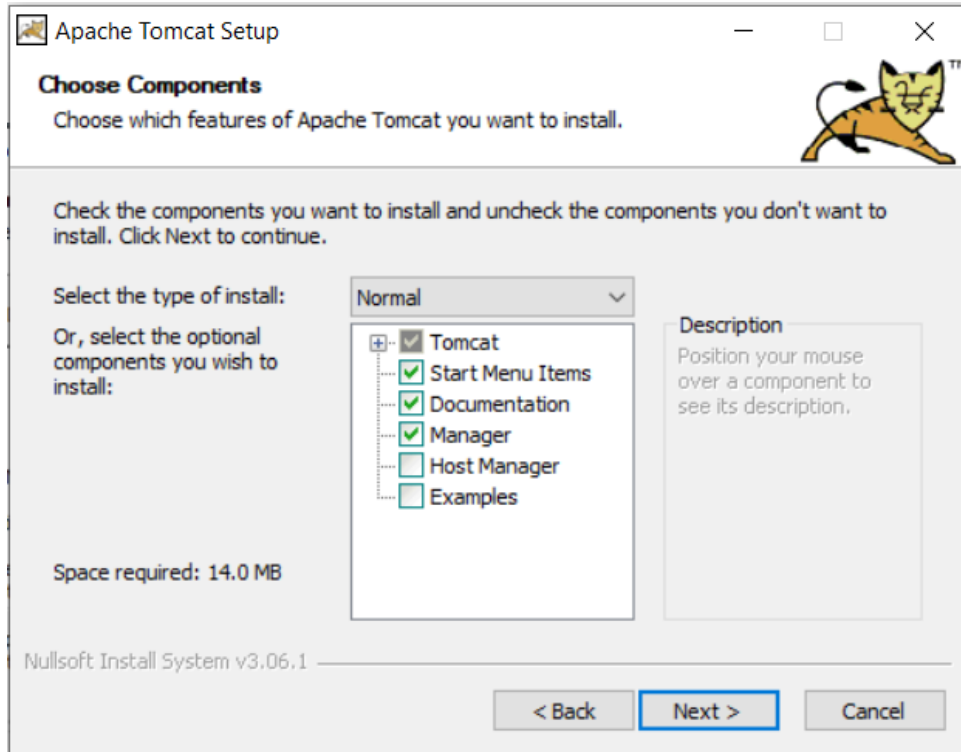 Apache Tomcat Setup
Choose Components
Choose which features of Apache Tomcat you want to install.
TM
Check the components you want to install and uncheck the components you don't want to
install. Click Next to continue.
Select the type of install:
Normal
Or, select the optional
components you wish to
install:
Tomcat
Start Menu Items
Documentation
Manager
Host Manager
Examples
Description
Position your mouse
over a component to
see its description.
Space required: 14.0 MB
Nullsoft Install System v3.06.1
< Back
Next >
Cancel